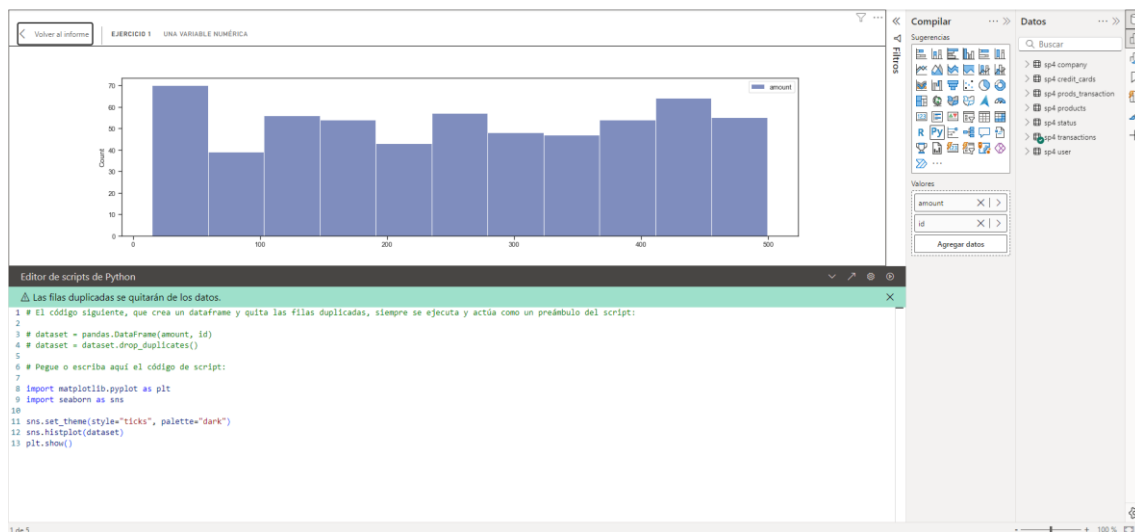 Volver al informe
EJERCICIO 1 UNA VARIABLE NUMÉRICA
70
60
50
40
30
20
10
0
Count
0 100 200 300 400 500
amount
Filtros
Compilar
Sugerencias
R Py
Valores
amount
id
Agregar datos
Datos
Buscar
sp4 company
sp4 credit_cards
sp4 prods_transaction
sp4 products
sp4 status
sp4 transactions
sp4 user
Editor de scripts de Python
Las filas duplicadas se quitarán de los datos.
1 # El código siguiente, que crea un dataframe y quita las filas duplicadas, siempre se ejecuta y actúa como un preámbulo del script:
2
3 # dataset = pandas.DataFrame(amount, id)
4 # dataset = dataset.drop_duplicates()
5
6 # Pegue o escriba aquí el código de script:
7
8 import matplotlib.pyplot as plt
9 import seaborn as sns
10
11 sns.set_theme(style="ticks", palette="dark")
12 sns.histplot(dataset)
13 plt.show()
1 de 5
100 %